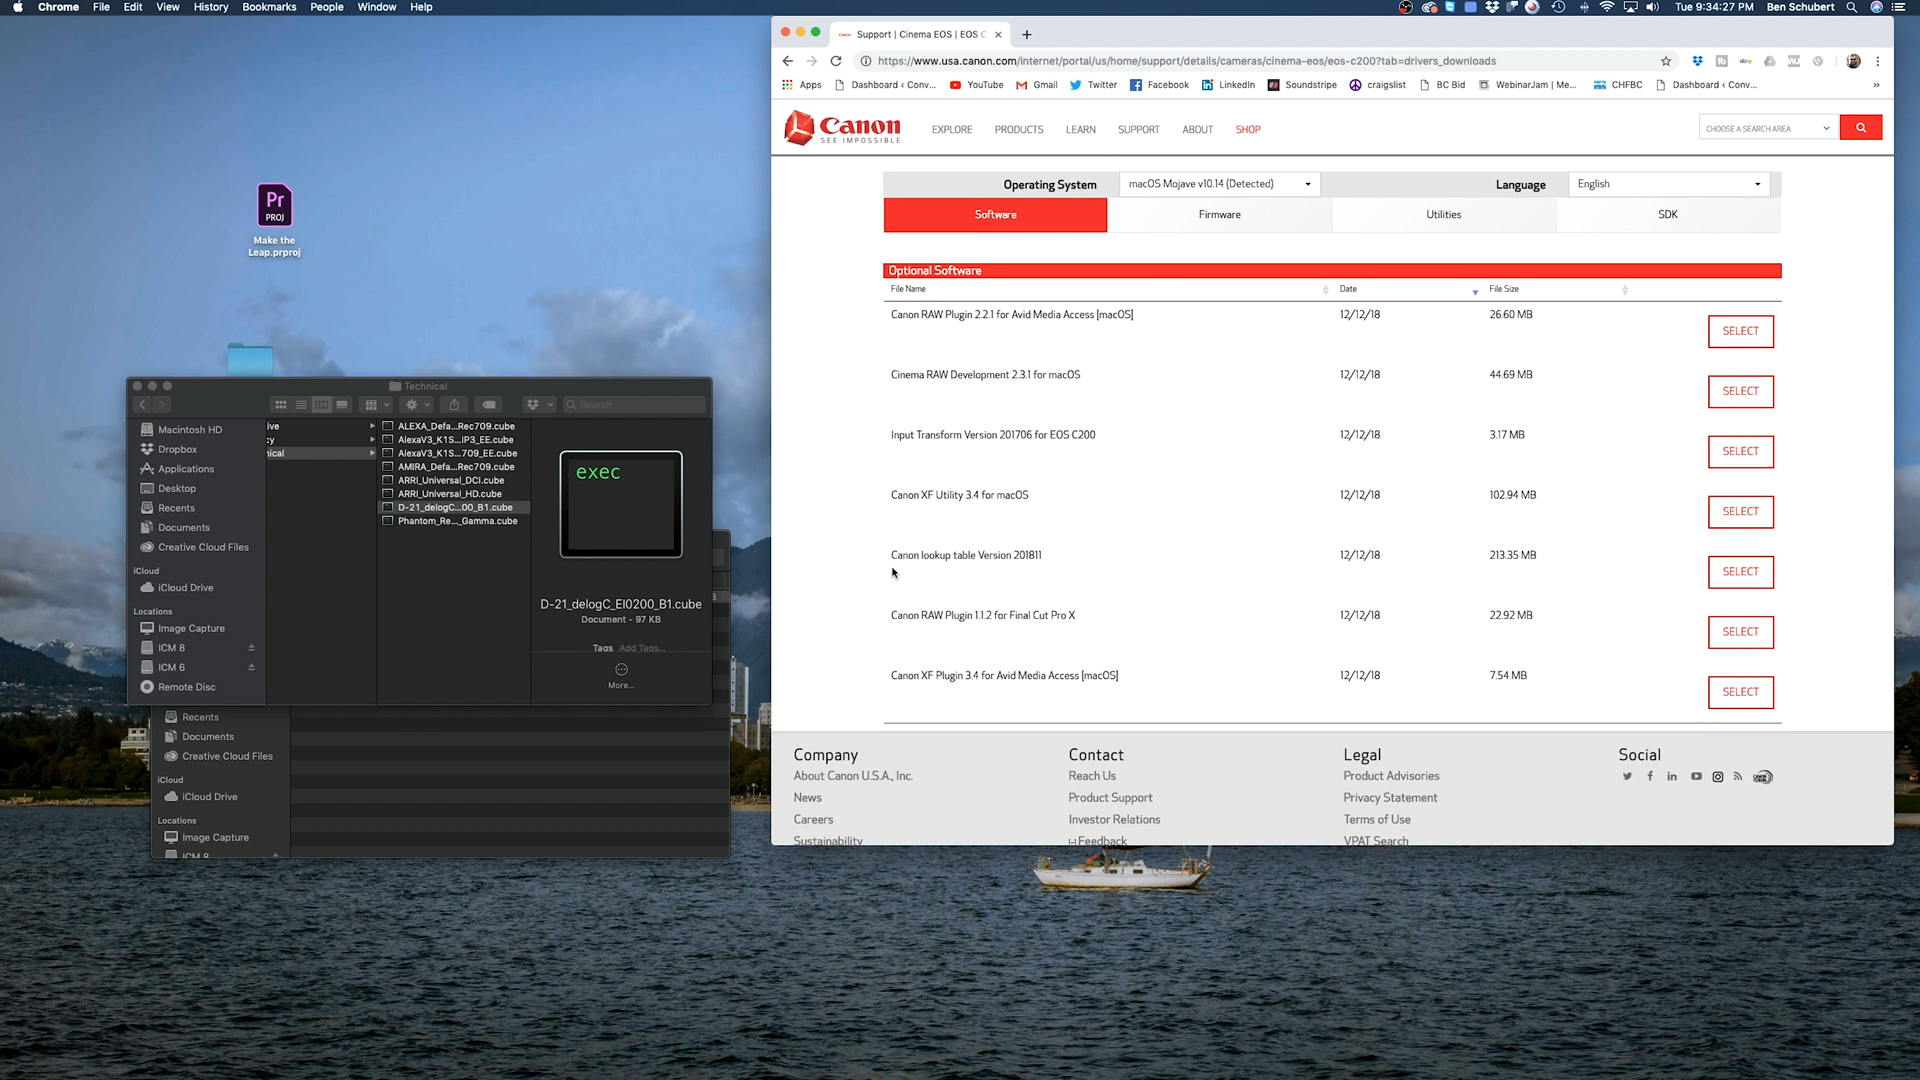 Chrome File Edit View History Bookmarks People Window Help
Tue 9:34:27 PM Ben Schubert
Pr
PROJ
Make the
Leap.prproj
Technical
Search
Macintosh HD
Dropbox
Applications
Desktop
Recents
Documents
Creative Cloud Files
iCloud
iCloud Drive
Locations
Image Capture
ICM 8
ICM 6
Remote Disc
ive
cy
nical
ALEXA_Defa...Rec709.cube
AlexaV3_K1S...IP3_EE.cube
AlexaV3_K1S...709_EE.cube
AMIRA_Defa...Rec709.cube
ARRI_Universal_DCI.cube
ARRI_Universal_HD.cube
D-21_delogC...00_B1.cube
Phantom_Re..._Gamma.cube
exec
D-21_delogC_EI0200_B1.cube
Document - 97 KB
Tags Add Tags...
More...
Recents
Documents
Creative Cloud Files
iCloud
iCloud Drive
Locations
Image Capture
ICM 8
Support | Cinema EOS | EOS C
https://www.usa.canon.com/internet/portal/us/home/support/details/cameras/cinema-eos/eos-c200?tab=drivers_downloads
Apps Dashboard ‹ Conv... YouTube Gmail Twitter Facebook LinkedIn Soundstripe craigslist BC Bid WebinarJam | Me... CHFBC Dashboard ‹ Conv... »
Canon
SEE IMPOSSIBLE
EXPLORE PRODUCTS LEARN SUPPORT ABOUT SHOP
CHOOSE A SEARCH AREA
Operating System macOS Mojave v10.14 (Detected) Language English
Software Firmware Utilities SDK
Optional Software
File Name Date File Size
Canon RAW Plugin 2.2.1 for Avid Media Access [macOS] 12/12/18 26.60 MB SELECT
Cinema RAW Development 2.3.1 for macOS 12/12/18 44.69 MB SELECT
Input Transform Version 201706 for EOS C200 12/12/18 3.17 MB SELECT
Canon XF Utility 3.4 for macOS 12/12/18 102.94 MB SELECT
Canon lookup table Version 201811 12/12/18 213.35 MB SELECT
Canon RAW Plugin 1.1.2 for Final Cut Pro X 12/12/18 22.92 MB SELECT
Canon XF Plugin 3.4 for Avid Media Access [macOS] 12/12/18 7.54 MB SELECT
Company Contact Legal Social
About Canon U.S.A., Inc. Reach Us Product Advisories
News Product Support Privacy Statement
Careers Investor Relations Terms of Use
Sustainability [-] Feedback VPAT Search